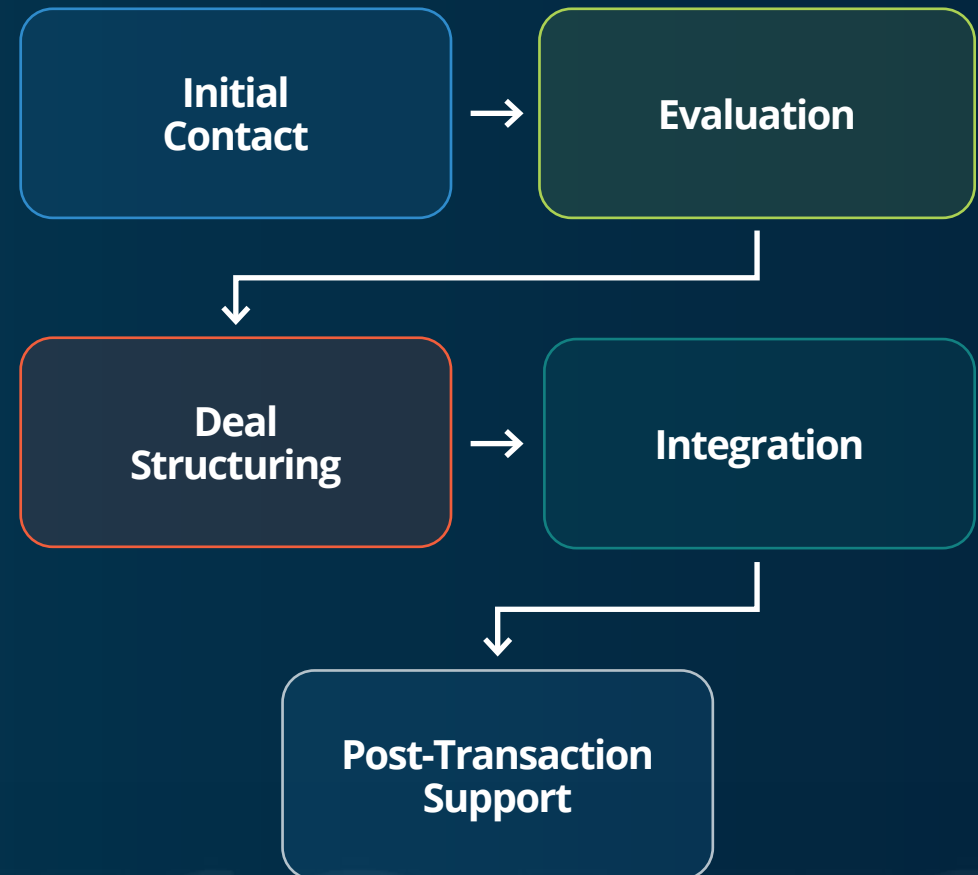 Initial
Contact
Evaluation
Deal
Structuring
Integration
Post-Transaction
Support